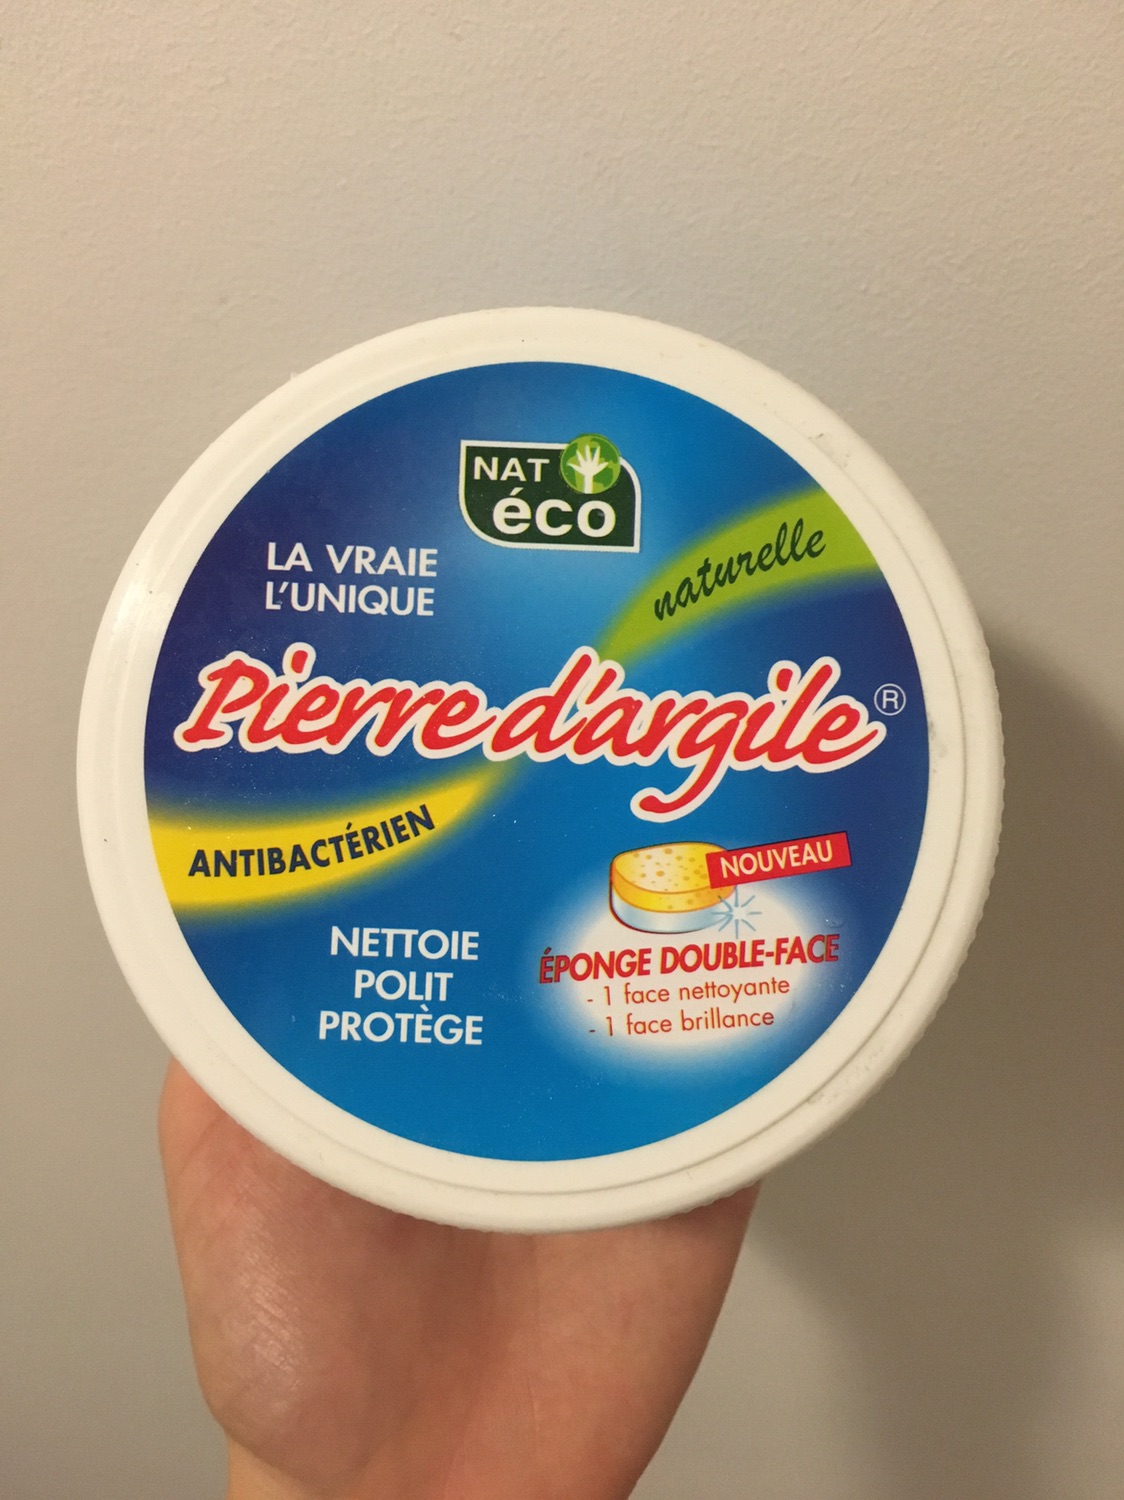 NAT
éco
LA VRAIE
L'UNIQUE
naturelle
Pierre d'argile®
ANTIBACTÉRIEN
NOUVEAU
NETTOIE
POLIT
PROTÈGE
ÉPONGE DOUBLE-FACE
- 1 face nettoyante
- 1 face brillance